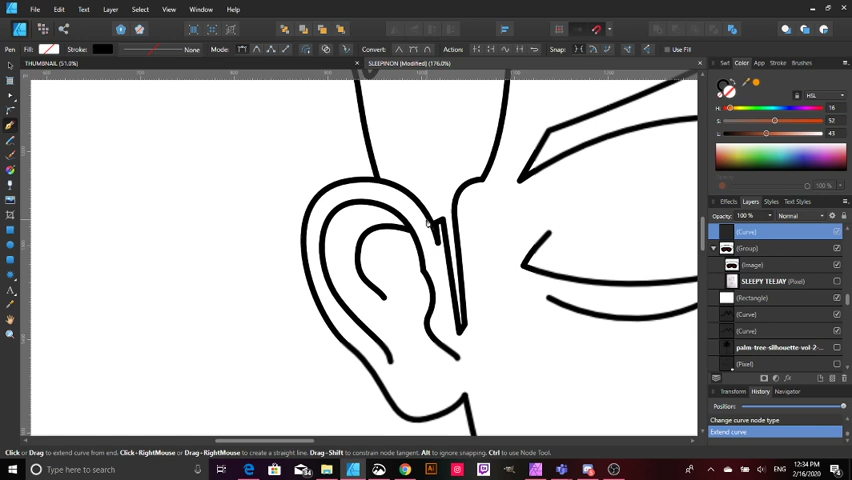 File Edit Text Layer Select View Window Help
Pen Fill: Stroke: None Mode: Convert: Action: Snap: Use Fill
THUMBNAIL (51.0%) × SLEEPINON [Modified] (176.0%) ×
Swt Color Stroke Brushes
HSL
H: 16
S: 52
L: 43
100 %
Effects Layers Styles Text Styles
Opacity: 100 % Normal
(Curve)
(Group)
(Image)
SLEEPY TEEJAY (Pixel)
(Rectangle)
(Curve)
(Curve)
palm-tree-silhouette-vol-2-...
(Pixel)
Transform History Navigator
Position:
Change curve node type
Extend curve
Click or Drag to extend curve from end. Click+RightMouse or Drag+RightMouse to create a straight line. Drag+Shift to constrain node tangent. Alt to ignore snapping. Ctrl to use Node Tool.
Type here to search
ENG
12:34 PM
2/16/2020